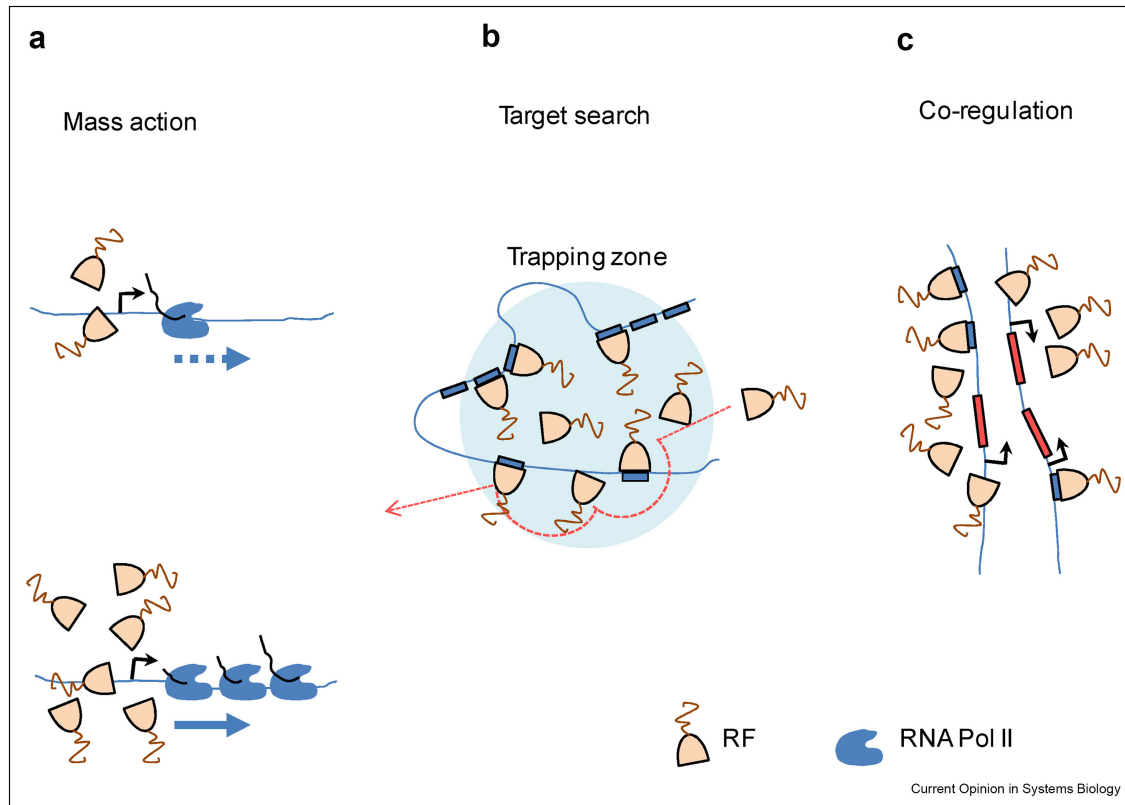 a
b
c
Mass action
Target search
Co-regulation
Trapping zone
RF
RNA Pol II
Current Opinion in Systems Biology